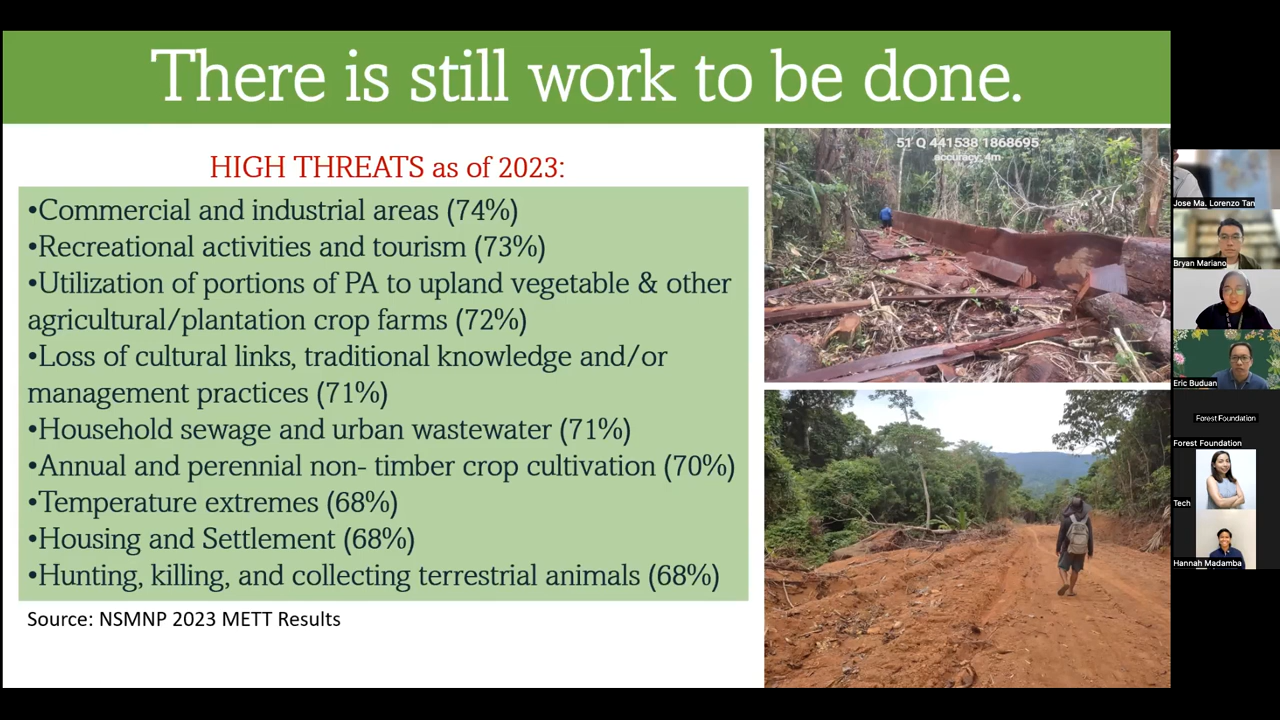 There is still work to be done.
HIGH THREATS as of 2023:
•Commercial and industrial areas (74%)
•Recreational activities and tourism (73%)
•Utilization of portions of PA to upland vegetable & other
agricultural/plantation crop farms (72%)
•Loss of cultural links, traditional knowledge and/or
management practices (71%)
•Household sewage and urban wastewater (71%)
•Annual and perennial non- timber crop cultivation (70%)
•Temperature extremes (68%)
•Housing and Settlement (68%)
•Hunting, killing, and collecting terrestrial animals (68%)
Source: NSMNP 2023 METT Results
51 Q 441538 1868695
accuracy: 4m
Jose Ma. Lorenzo Tan
Bryan Mariano
Eric Buduan
Forest Foundation
Forest Foundation
Tech
Hannah Madamba